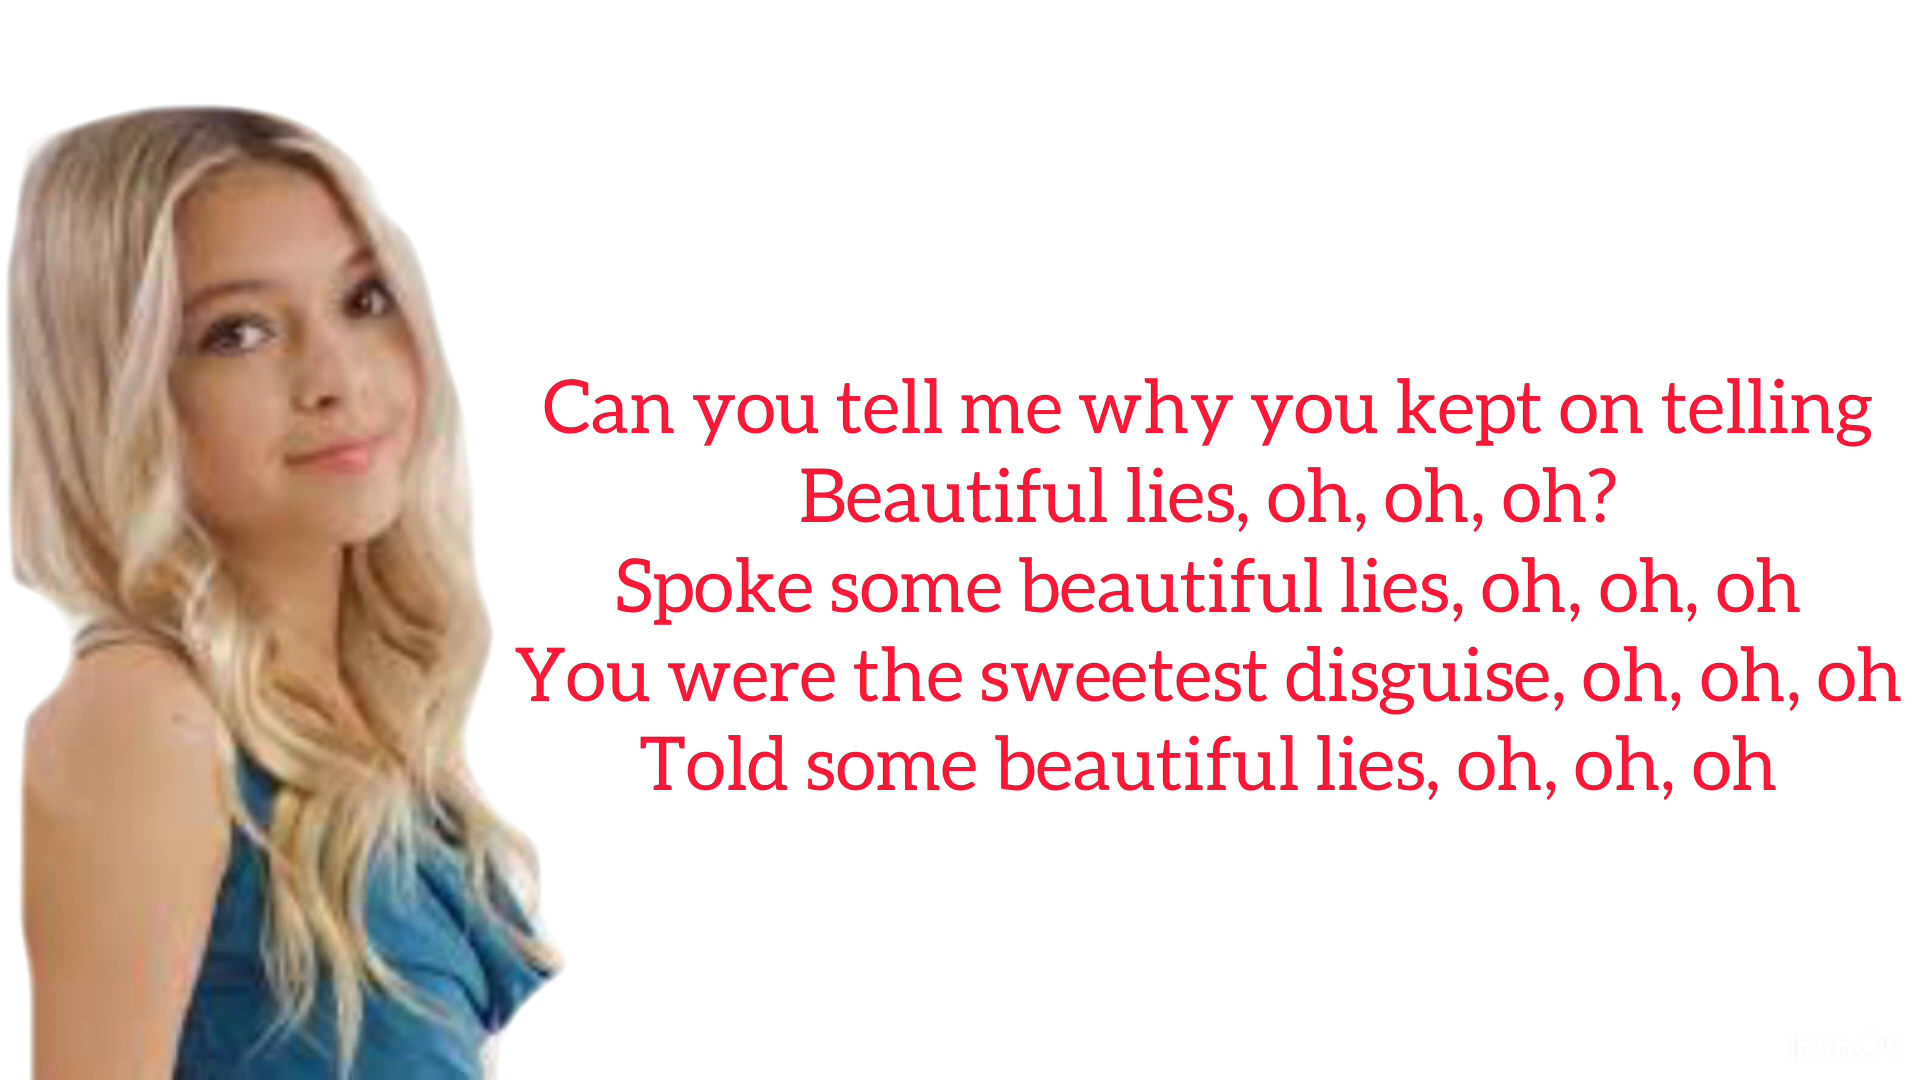 Can you tell me why you kept on telling
Beautiful lies, oh, oh, oh?
Spoke some beautiful lies, oh, oh, oh
You were the sweetest disguise, oh, oh, oh
Told some beautiful lies, oh, oh, oh